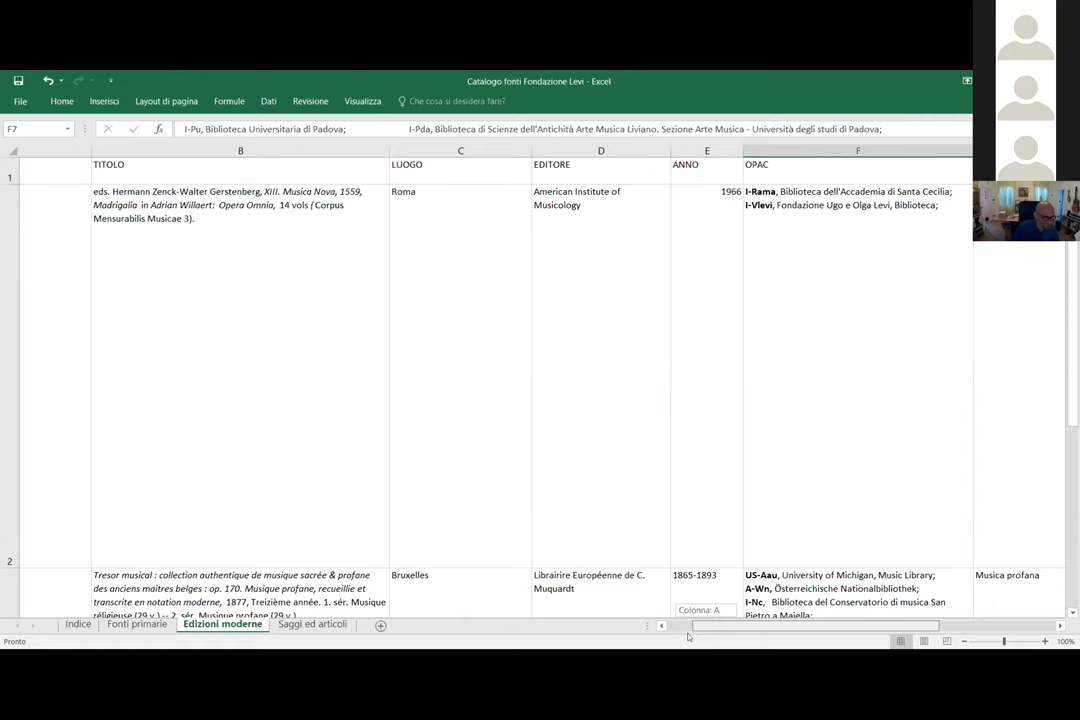 Catalogo fonti Fondazione Levi - Excel
File Home Inserisci Layout di pagina Formule Dati Revisione Visualizza Che cosa si desidera fare?
F7 fx I-Pu, Biblioteca Universitaria di Padova; I-Pda, Biblioteca di Scienze dell'Antichità Arte Musica Liviano. Sezione Arte Musica - Università degli studi di Padova;
B C D E F
1 TITOLO LUOGO EDITORE ANNO OPAC
eds. Hermann Zenck-Walter Gerstenberg, XIII. Musica Nova, 1559, Roma American Institute of 1966 I-Rama, Biblioteca dell'Accademia di Santa Cecilia;
Madrigalia in Adrian Willaert: Opera Omnia, 14 vols ( Corpus Musicology I-Vlevi, Fondazione Ugo e Olga Levi, Biblioteca;
Mensurabilis Musicae 3).
2
Tresor musical : collection authentique de musique sacrée & profane Bruxelles Librairire Européenne de C. 1865-1893 US-Aau, University of Michigan, Music Library; Musica profana
des anciens maitres belges : op. 170. Musique profane, recueillie et Muquardt A-Wn, Österreichische Nationalbibliothek;
transcrite en notation moderne, 1877, Treizième année. 1. sér. Musique I-Nc, Biblioteca del Conservatorio di musica San
religieuse (29 v.) -- 2. sér. Musique profane (29 v.) Pietro a Majella;
Colonna: A
Indice Fonti primarie Edizioni moderne Saggi ed articoli
Pronto 100%